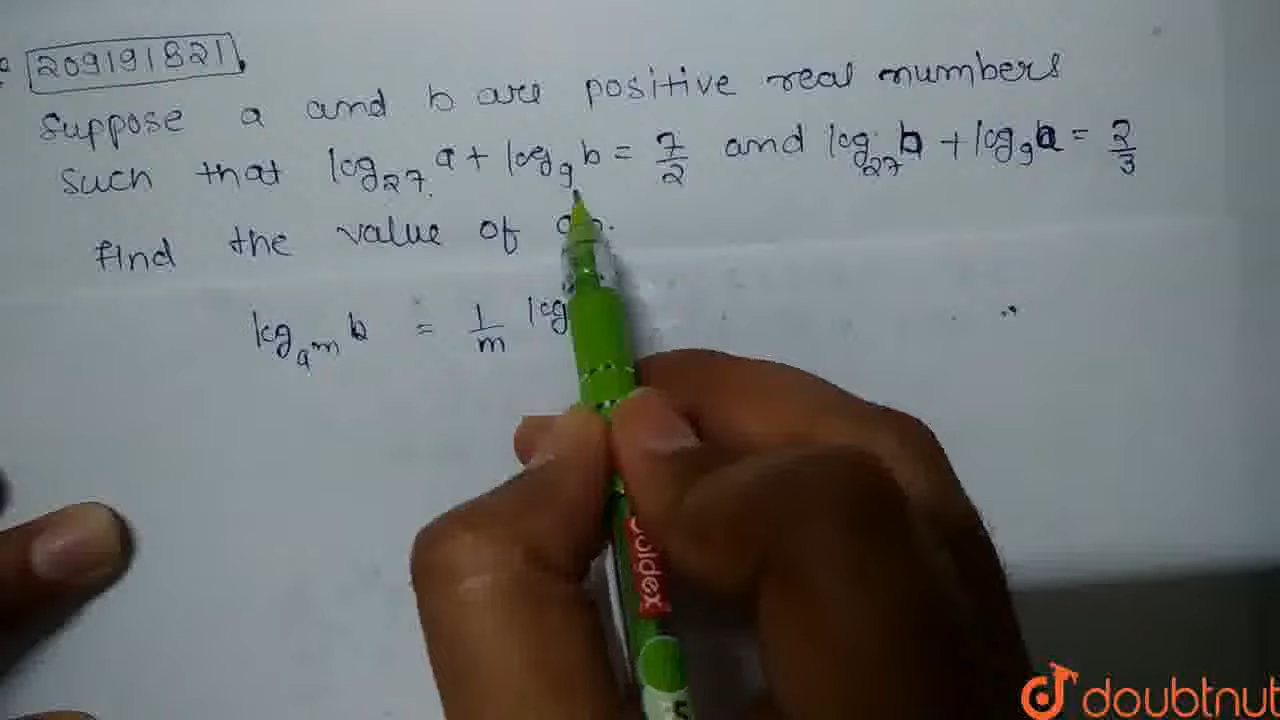 209191821
Suppose a and b are positive real numbers
such that log₂₇ a + log₉ b = 7/2 and log₂₇ b + log₉ a = 2/3
find the value of
log_a^m b = 1/m log
Goldex
doubtnut